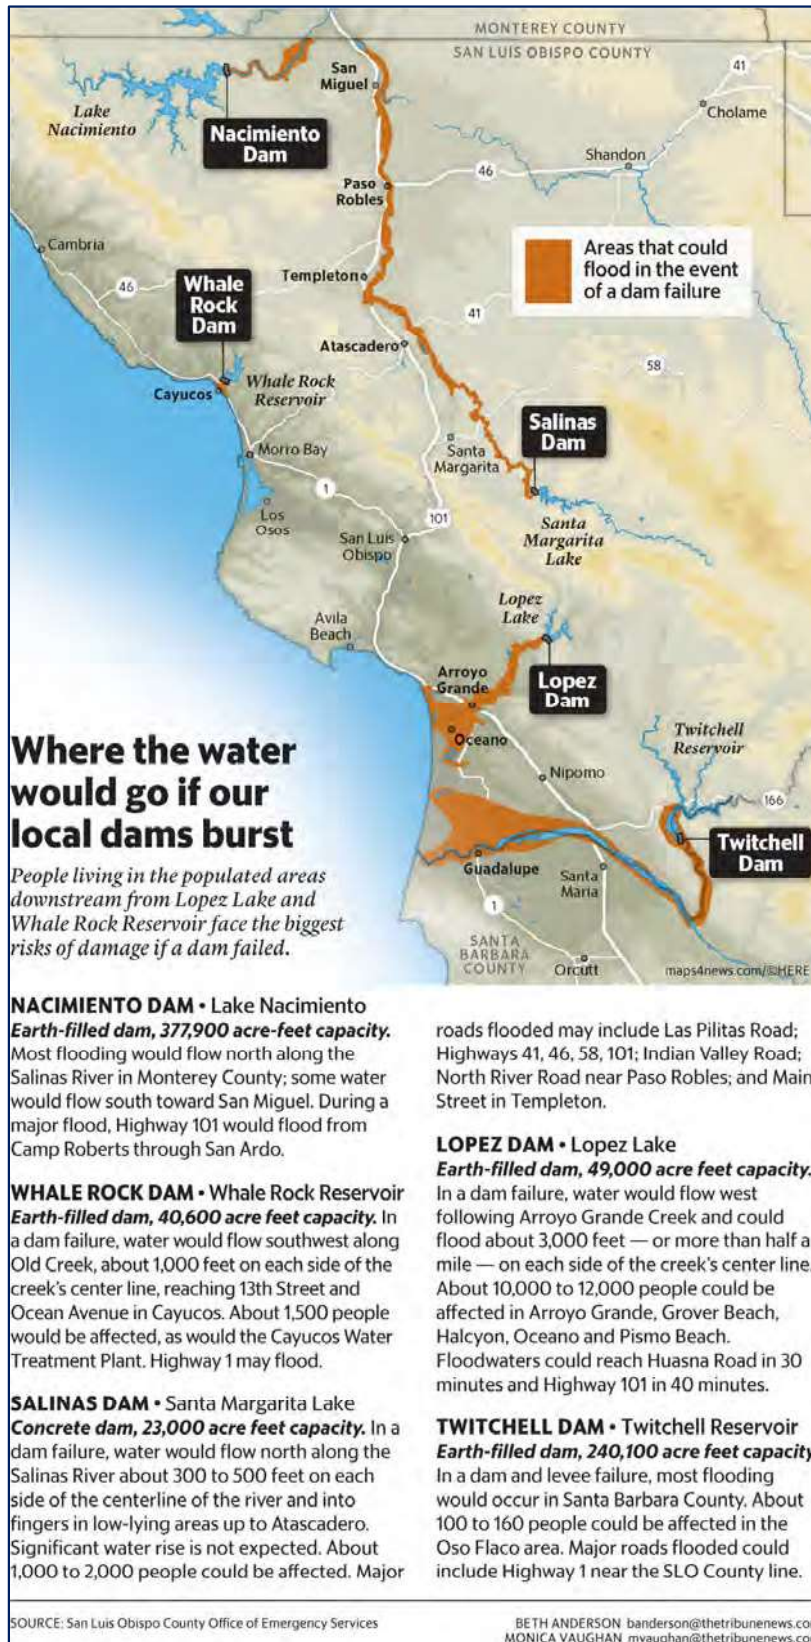 MONTEREY COUNTY
SAN LUIS OBISPO COUNTY
41
San
Miguel
Lake
Nacimiento
Cholame
Nacimiento
Dam
Shandon
46
Paso
Robles
Cambria
Areas that could
flood in the event
of a dam failure
Templeton
46
Whale
Rock
Dam
41
Atascadero
58
Whale Rock
Reservoir
Cayucos
Salinas
Dam
Morro Bay
Santa
Margarita
1
Los
Osos
101
Santa
Margarita
Lake
San Luis
Obispo
Lopez
Lake
Avila
Beach
Arroyo
Grande
Lopez
Dam
Oceano
Twitchell
Reservoir
Nipomo
166
Where the water
would go if our
local dams burst
Twitchell
Dam
Guadalupe
Santa
Maria
People living in the populated areas
downstream from Lopez Lake and
Whale Rock Reservoir face the biggest
risks of damage if a dam failed.
1
SANTA
BARBARA
COUNTY
Orcutt
maps4news.com/©HERE
NACIMIENTO DAM • Lake Nacimiento
Earth-filled dam, 377,900 acre-feet capacity.
Most flooding would flow north along the
Salinas River in Monterey County; some water
would flow south toward San Miguel. During a
major flood, Highway 101 would flood from
Camp Roberts through San Ardo.
WHALE ROCK DAM • Whale Rock Reservoir
Earth-filled dam, 40,600 acre feet capacity. In
a dam failure, water would flow southwest along
Old Creek, about 1,000 feet on each side of the
creek's center line, reaching 13th Street and
Ocean Avenue in Cayucos. About 1,500 people
would be affected, as would the Cayucos Water
Treatment Plant. Highway 1 may flood.
SALINAS DAM • Santa Margarita Lake
Concrete dam, 23,000 acre feet capacity. In a
dam failure, water would flow north along the
Salinas River about 300 to 500 feet on each
side of the centerline of the river and into
fingers in low-lying areas up to Atascadero.
Significant water rise is not expected. About
1,000 to 2,000 people could be affected. Major
roads flooded may include Las Pilitas Road;
Highways 41, 46, 58, 101; Indian Valley Road;
North River Road near Paso Robles; and Main
Street in Templeton.
LOPEZ DAM • Lopez Lake
Earth-filled dam, 49,000 acre feet capacity.
In a dam failure, water would flow west
following Arroyo Grande Creek and could
flood about 3,000 feet — or more than half a
mile — on each side of the creek's center line.
About 10,000 to 12,000 people could be
affected in Arroyo Grande, Grover Beach,
Halcyon, Oceano and Pismo Beach.
Floodwaters could reach Huasna Road in 30
minutes and Highway 101 in 40 minutes.
TWITCHELL DAM • Twitchell Reservoir
Earth-filled dam, 240,100 acre feet capacity
In a dam and levee failure, most flooding
would occur in Santa Barbara County. About
100 to 160 people could be affected in the
Oso Flaco area. Major roads flooded could
include Highway 1 near the SLO County line.
SOURCE: San Luis Obispo County Office of Emergency Services
BETH ANDERSON banderson@thetribunenews.co
MONICA VAUGHAN mvaughan@thetribunenews.co